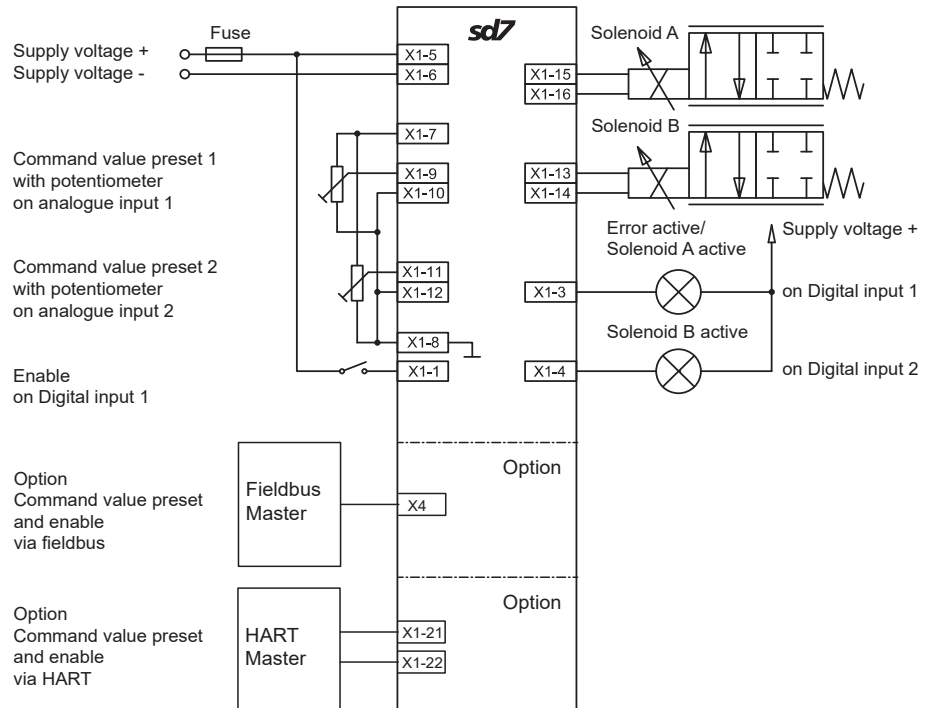 sd7
Fuse
Supply voltage +
Supply voltage -
X1-5
X1-6
X1-7
Command value preset 1
with potentiometer
on analogue input 1
X1-9
X1-10
Command value preset 2
with potentiometer
on analogue input 2
X1-11
X1-12
X1-8
Enable
on Digital input 1
X1-1
Solenoid A
X1-15
X1-16
Solenoid B
X1-13
X1-14
Error active/
Solenoid A active
Supply voltage +
X1-3
on Digital input 1
Solenoid B active
X1-4
on Digital input 2
Option
Option
Command value preset
and enable
via fieldbus
Fieldbus
Master
X4
Option
Option
Command value preset
and enable
via HART
HART
Master
X1-21
X1-22